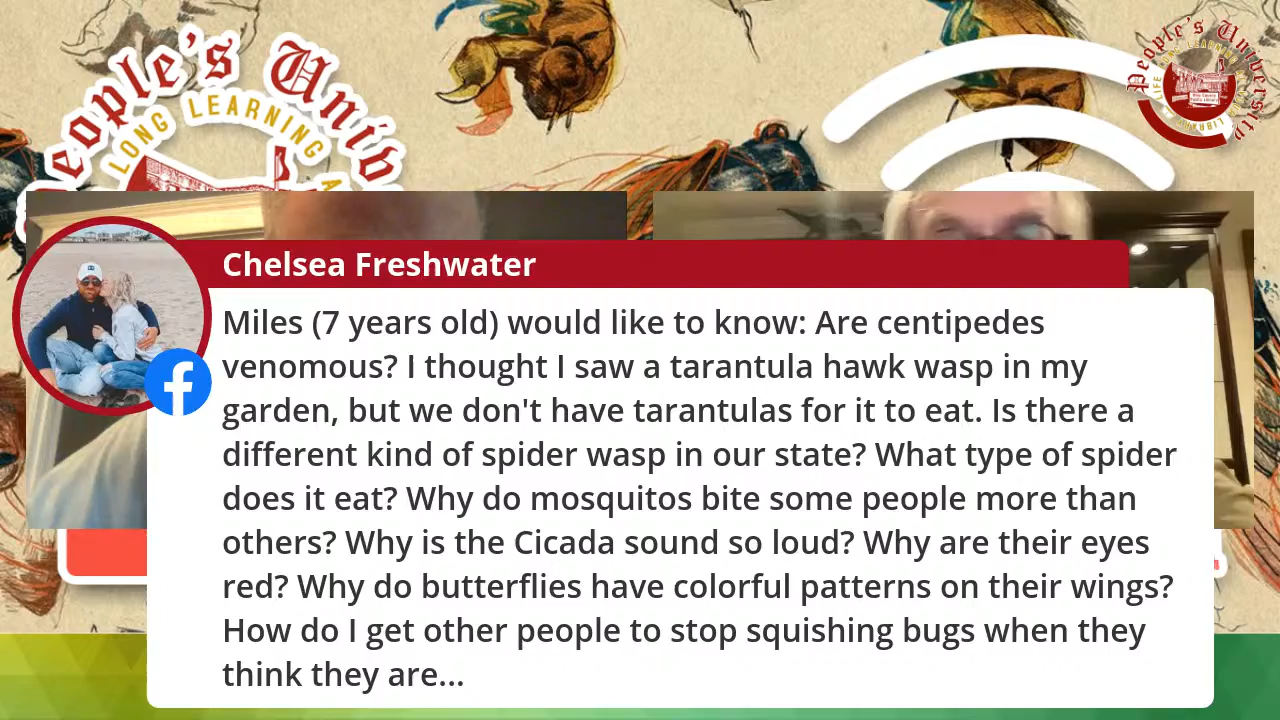 People's Univ
LONG LEARNING A
People's University
LIFE LONG LEARNING
LIBRARY
Chelsea Freshwater
Miles (7 years old) would like to know: Are centipedes
venomous? I thought I saw a tarantula hawk wasp in my
garden, but we don't have tarantulas for it to eat. Is there a
different kind of spider wasp in our state? What type of spider
does it eat? Why do mosquitos bite some people more than
others? Why is the Cicada sound so loud? Why are their eyes
red? Why do butterflies have colorful patterns on their wings?
How do I get other people to stop squishing bugs when they
think they are...